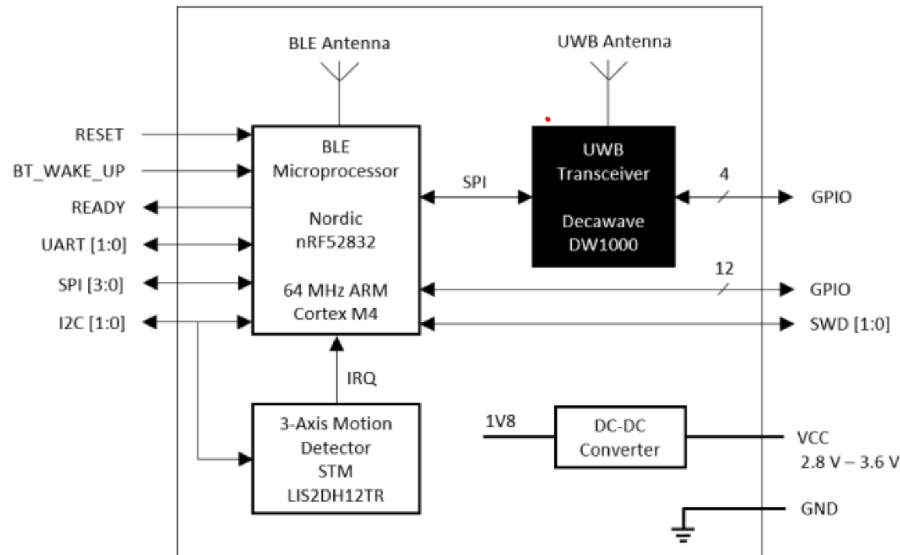 BLE Antenna
UWB Antenna
RESET
BT_WAKE_UP
READY
UART [1:0]
SPI [3:0]
I2C [1:0]
BLE
Microprocessor
Nordic
nRF52832
64 MHz ARM
Cortex M4
SPI
UWB
Transceiver
Decawave
DW1000
4
GPIO
12
GPIO
SWD [1:0]
IRQ
3-Axis Motion
Detector
STM
LIS2DH12TR
1V8
DC-DC
Converter
VCC
2.8 V – 3.6 V
GND